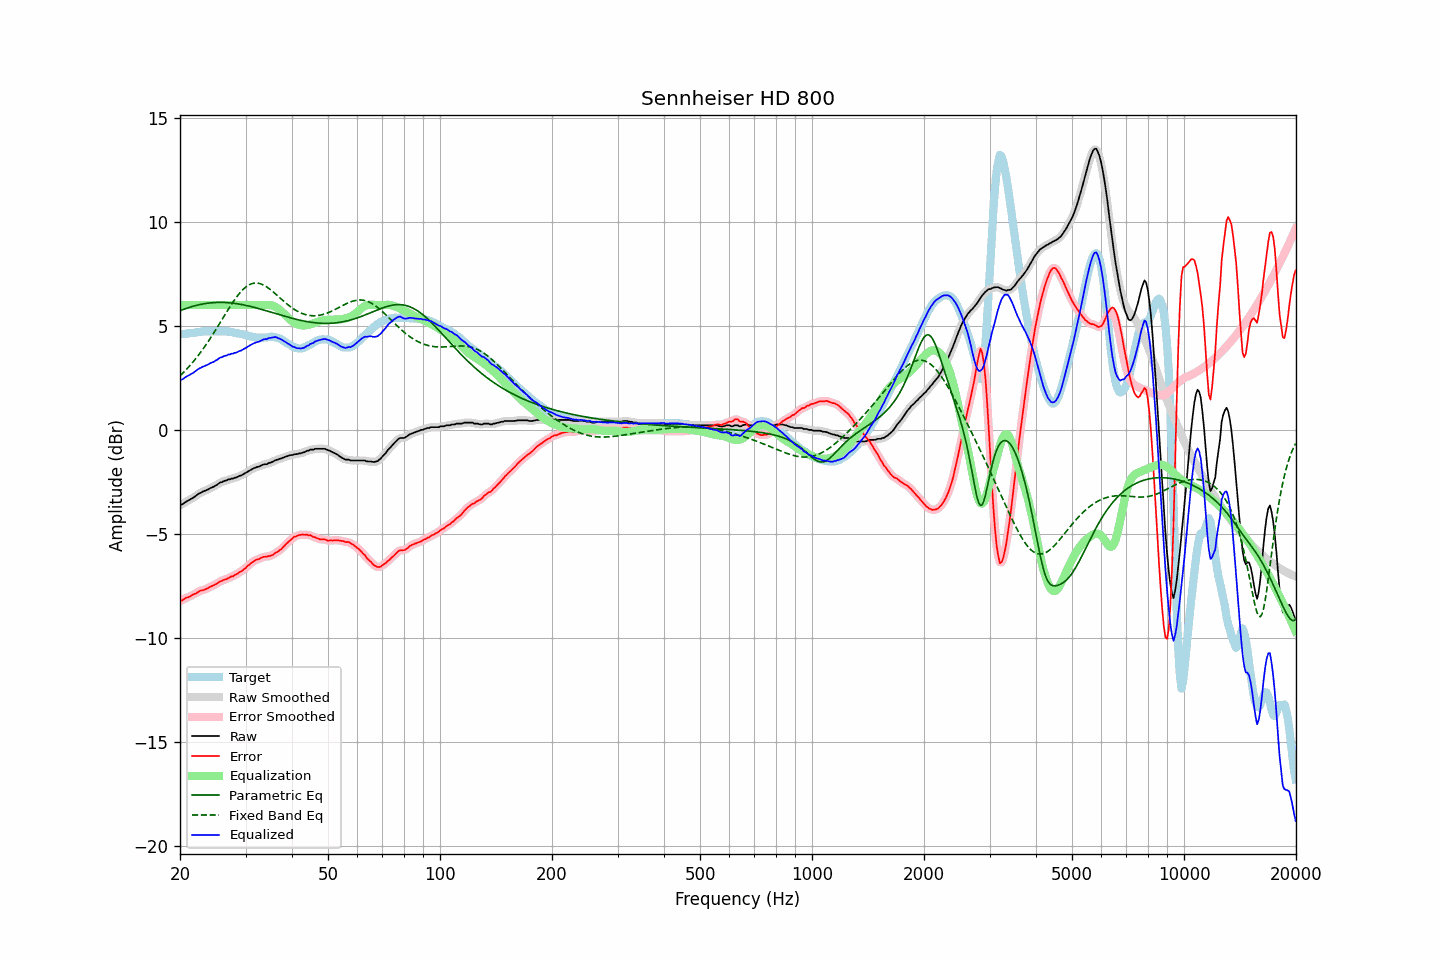 Sennheiser HD 800
Amplitude (dBr)
15
10
5
0
−5
−10
−15
−20
Target
Raw Smoothed
Error Smoothed
Raw
Error
Equalization
Parametric Eq
Fixed Band Eq
Equalized
20 50 100 200 500 1000 2000 5000 10000 20000
Frequency (Hz)